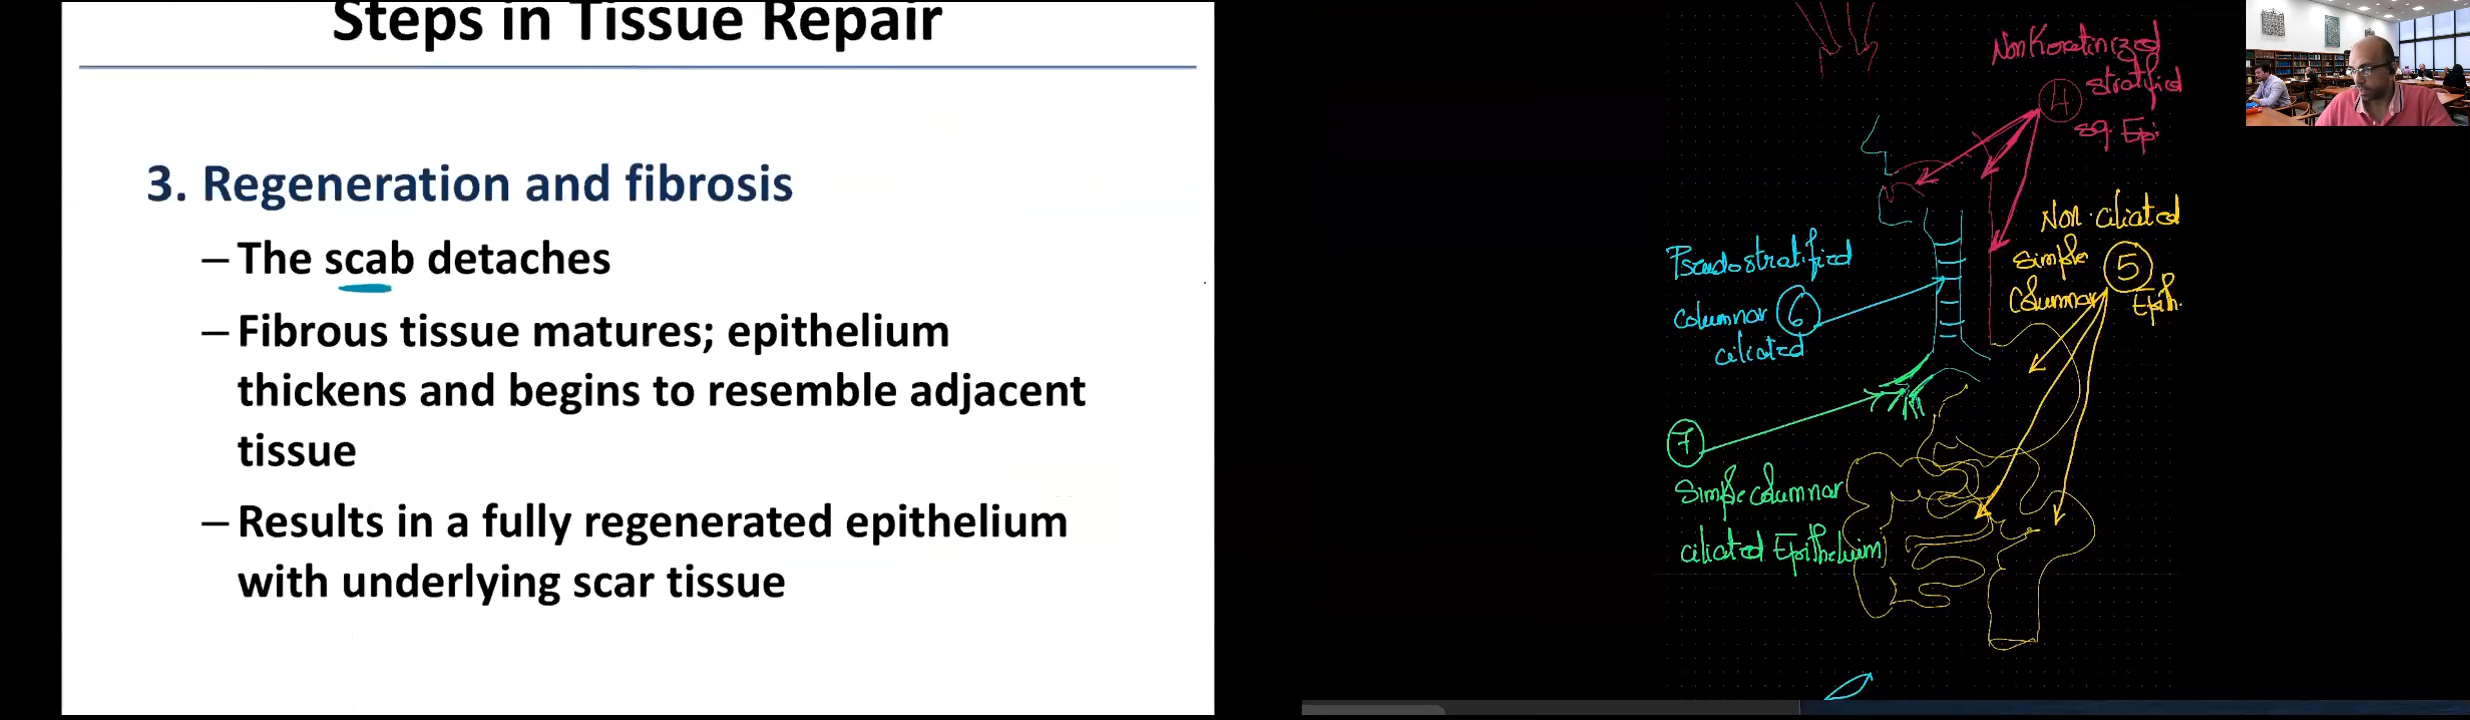 Steps in Tissue Repair
3. Regeneration and fibrosis
– The scab detaches
– Fibrous tissue matures; epithelium
thickens and begins to resemble adjacent
tissue
– Results in a fully regenerated epithelium
with underlying scar tissue
Non Keratinized
4 stratified
sq. Epi
Non ciliated
Simple 5
Columnar Epith.
Pseudostratified
columnar 6
ciliated
7
Simple columnar
ciliated Epithelium